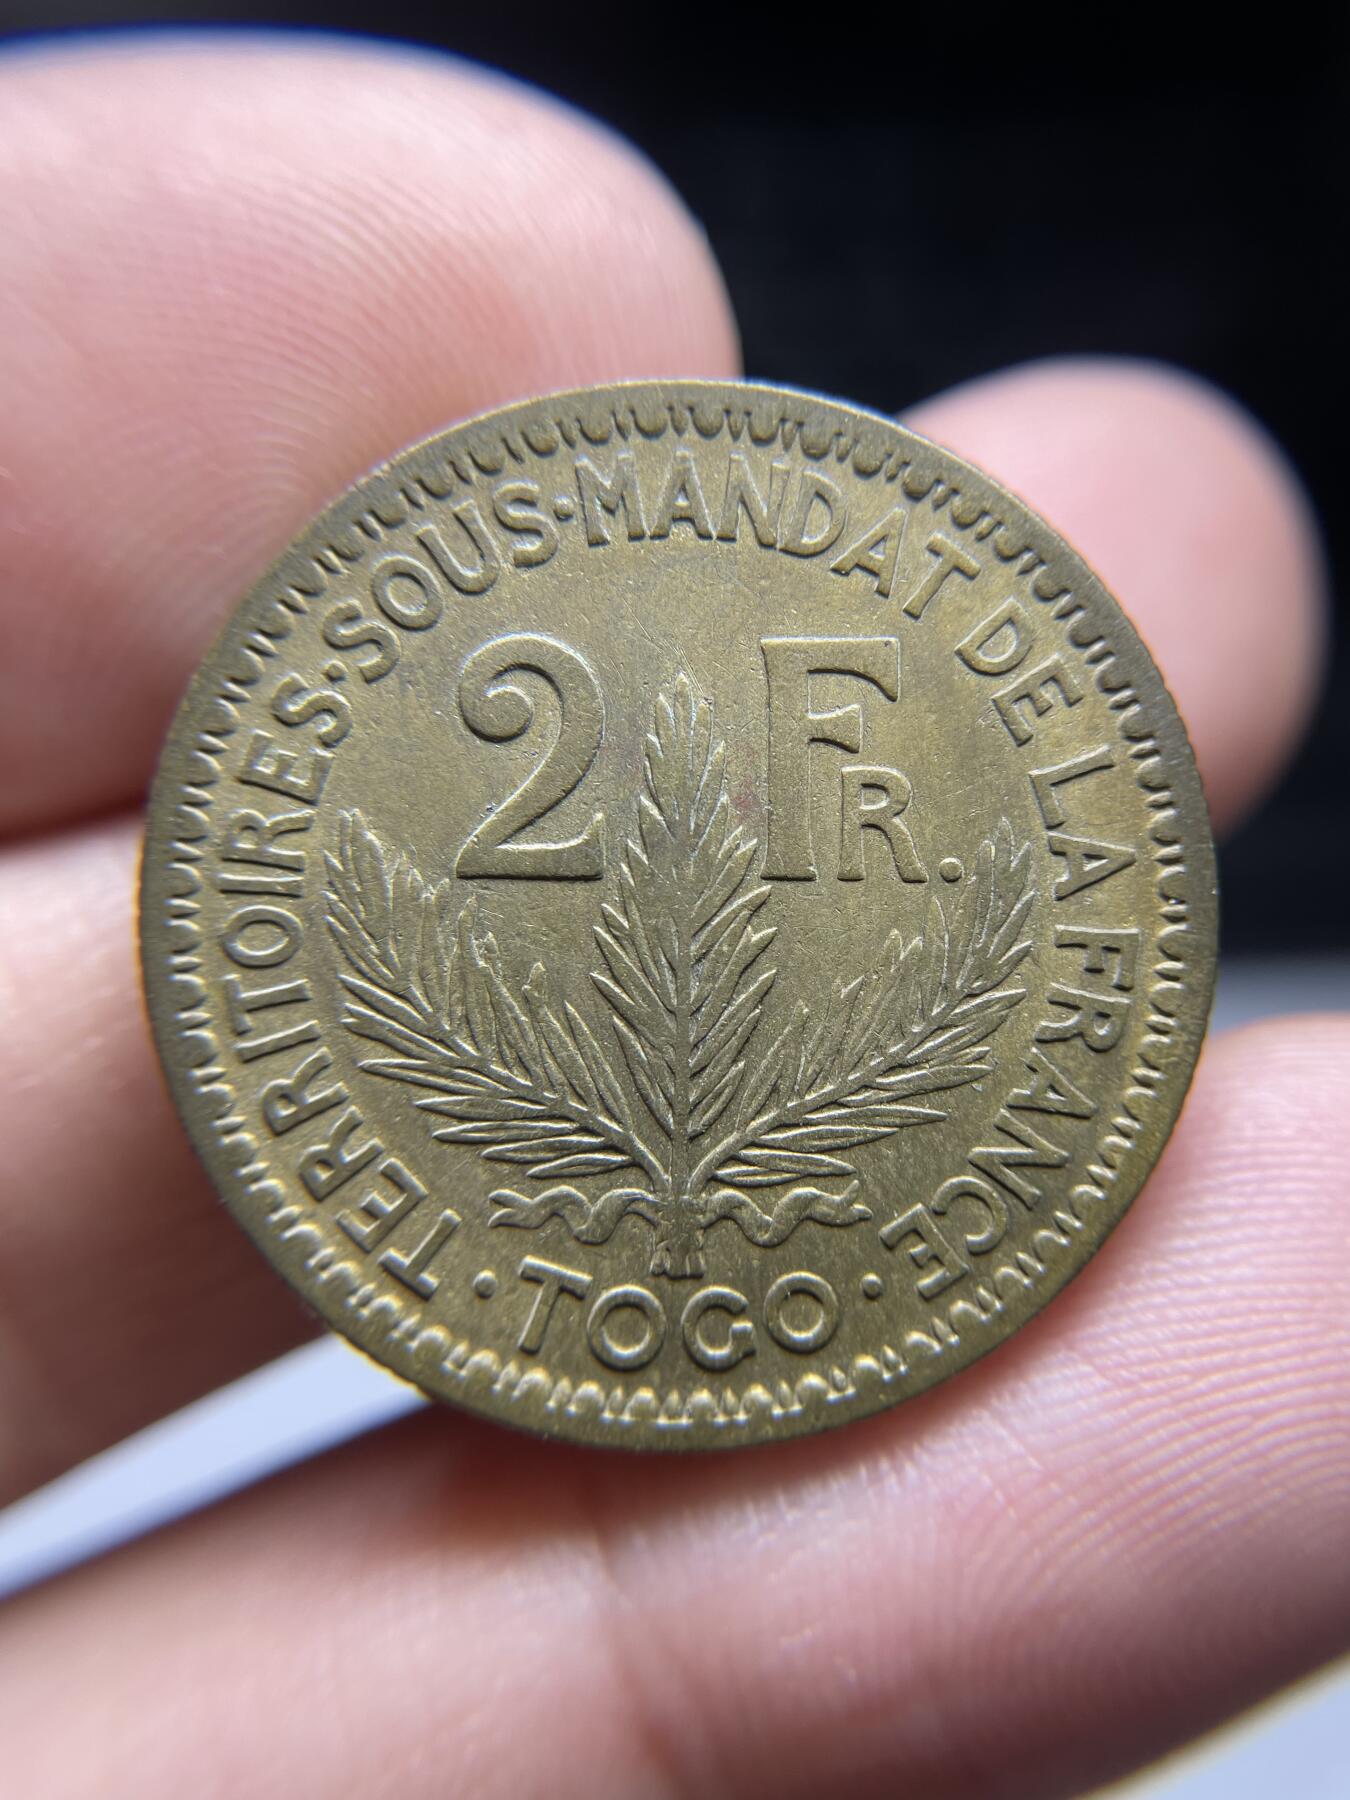 TERRITOIRES·SOUS·MANDAT DE LA FRANCE
2 FR.
· TOGO ·